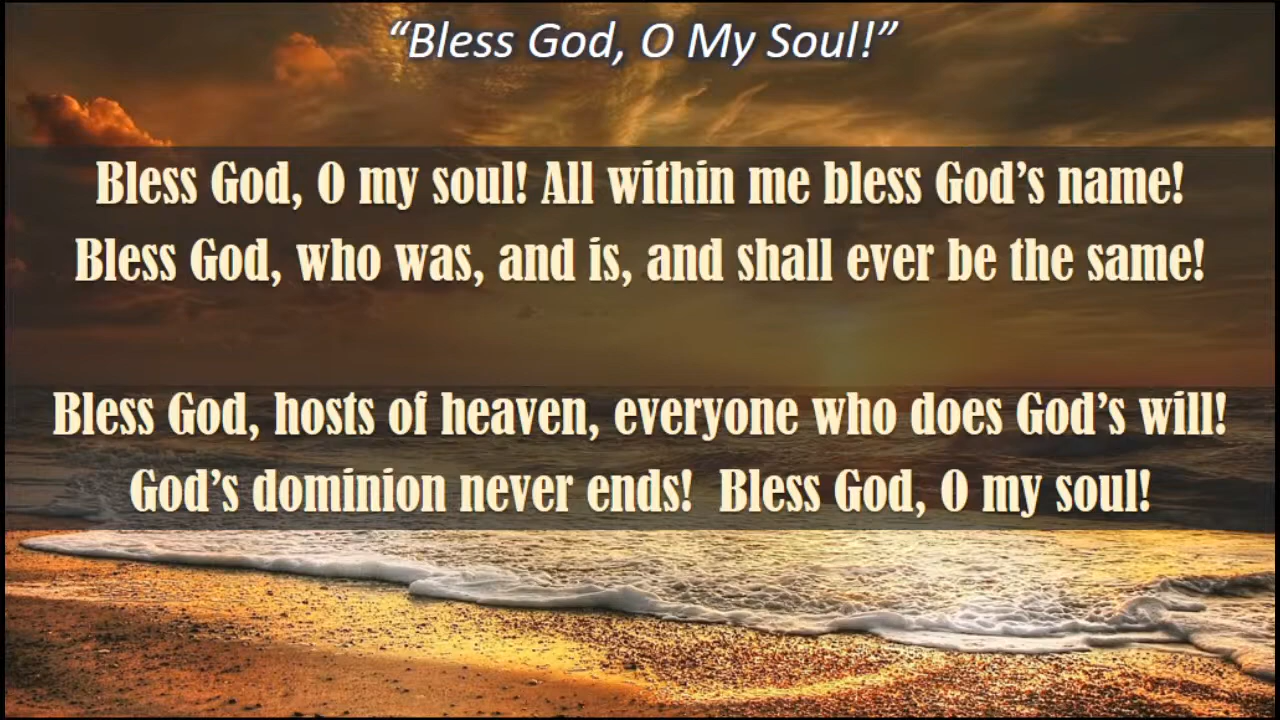 “Bless God, O My Soul!”
Bless God, O my soul! All within me bless God’s name!
Bless God, who was, and is, and shall ever be the same!
Bless God, hosts of heaven, everyone who does God’s will!
God’s dominion never ends!  Bless God, O my soul!